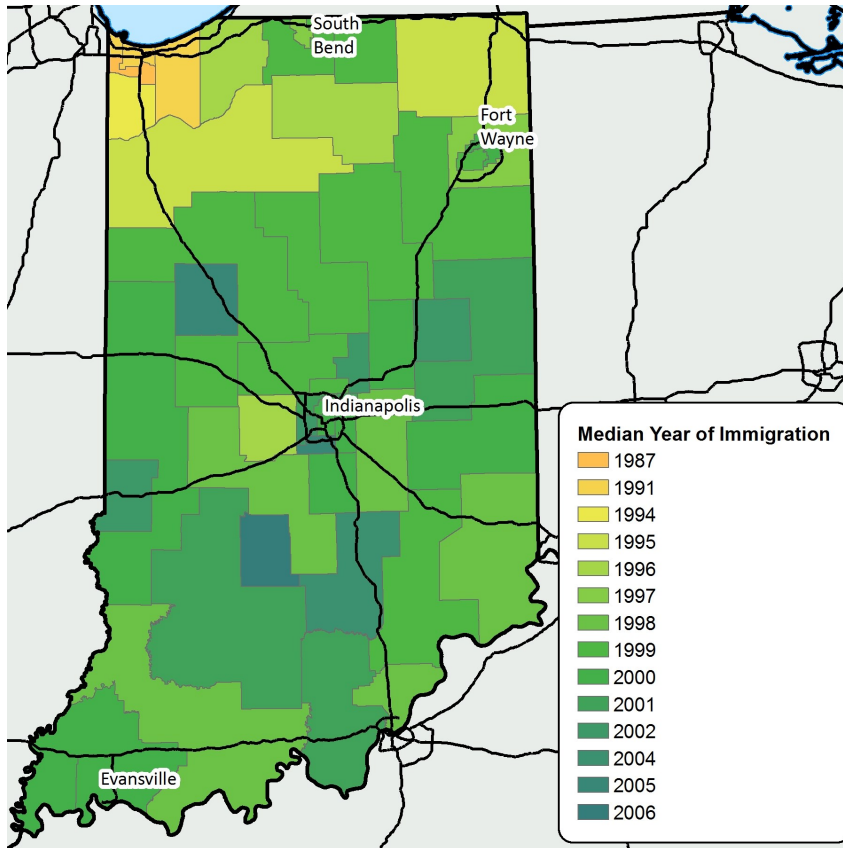 South
Bend
Fort
Wayne
Indianapolis
Evansville
Median Year of Immigration
1987
1991
1994
1995
1996
1997
1998
1999
2000
2001
2002
2004
2005
2006